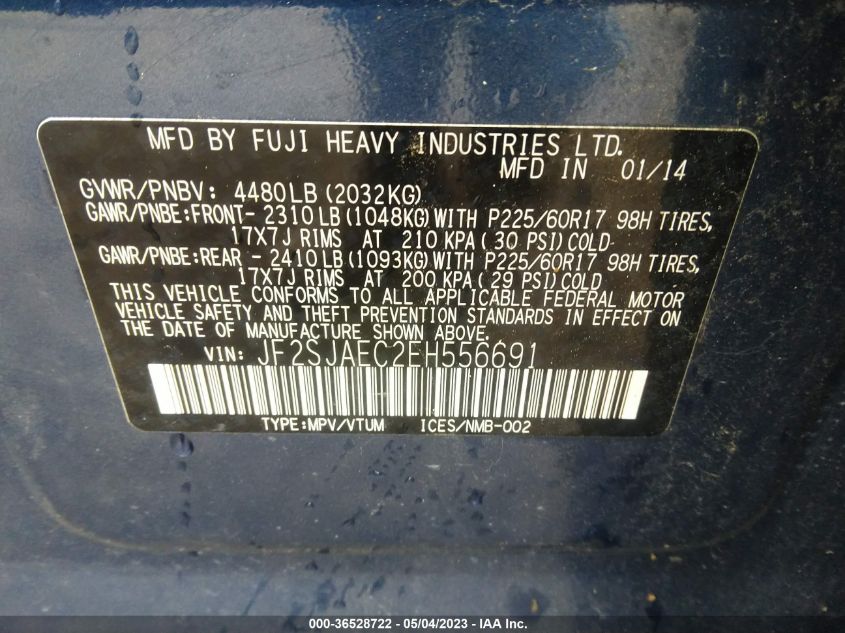 MFD BY FUJI HEAVY INDUSTRIES LTD.
MFD IN 01/14
GVWR/PNBV: 4480LB (2032KG)
GAWR/PNBE:FRONT- 2310 LB(1048KG)WITH P225/60R17 98H TIRES,
17X7J RIMS AT 210 KPA( 30 PSI)COLD
GAWR/PNBE:REAR - 2410 LB(1093KG)WITH P225/60R17 98H TIRES,
17X7J RIMS AT 200 KPA( 29 PSI)COLD
THIS VEHICLE CONFORMS TO ALL APPLICABLE FEDERAL MOTOR
VEHICLE SAFETY AND THEFT PREVENTION STANDARDS IN EFFECT ON
THE DATE OF MANUFACTURE SHOWN ABOVE.
VIN: JF2SJAEC2EH556691
TYPE:MPV/VTUM ICES/NMB-002
000-36528722 - 05/04/2023 - IAA Inc.